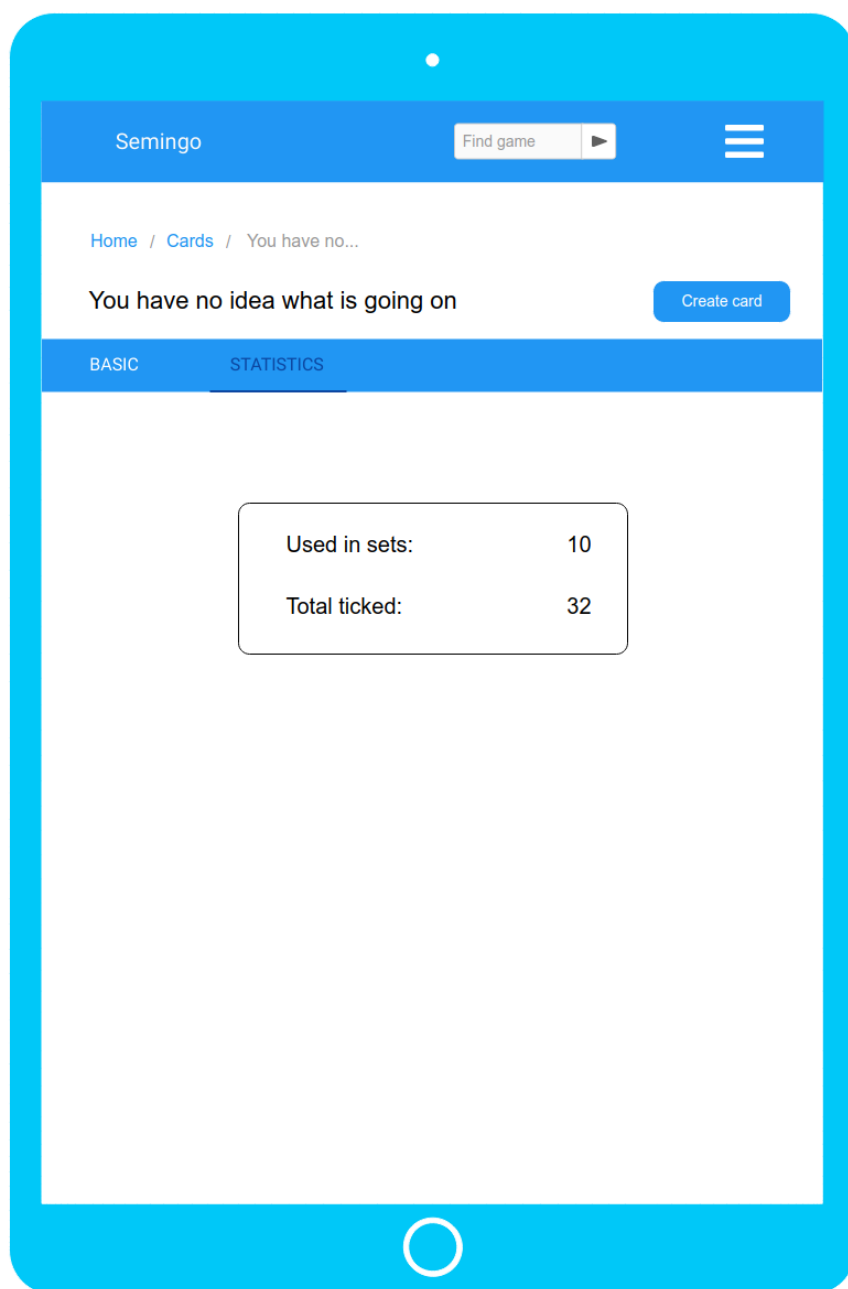 Semingo Find game
Home / Cards / You have no...
You have no idea what is going on Create card
BASIC STATISTICS
Used in sets: 10
Total ticked: 32